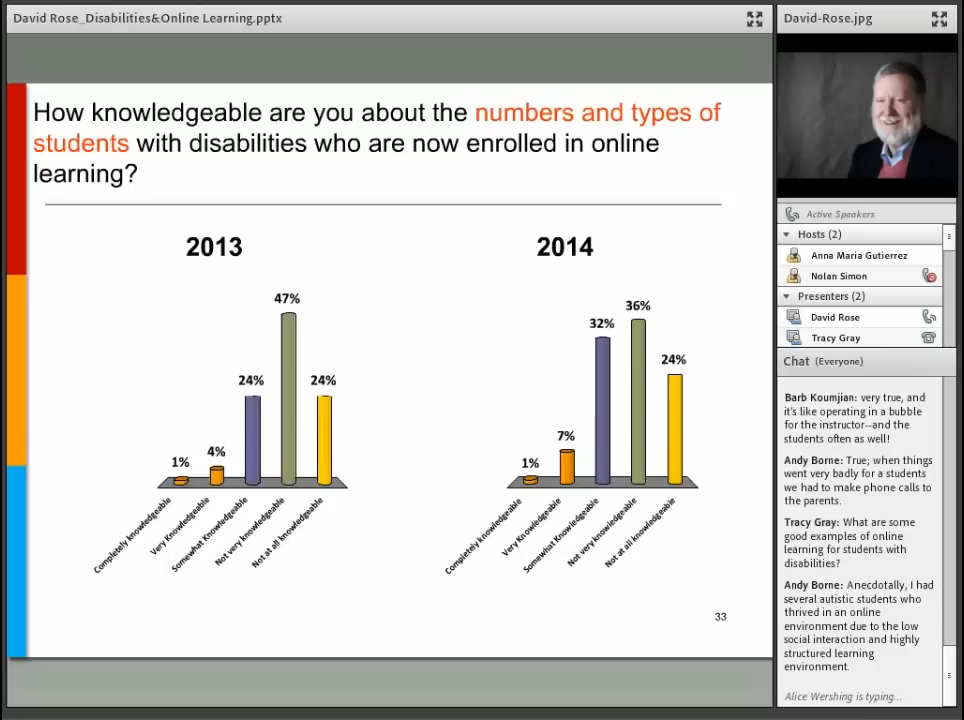 David Rose_Disabilities&Online Learning.pptx
How knowledgeable are you about the numbers and types of
students with disabilities who are now enrolled in online
learning?
2013
47%
24%
24%
4%
1%
Completely knowledgeable
Very Knowledgeable
Somewhat Knowledgeable
Not very knowledgeable
Not at all knowledgeable
2014
36%
32%
24%
7%
1%
Completely knowledgeable
Very Knowledgeable
Somewhat Knowledgeable
Not very knowledgeable
Not at all knowledgeable
33
David-Rose.jpg
Active Speakers
Hosts (2)
Anna Maria Gutierrez
Nolan Simon
Presenters (2)
David Rose
Tracy Gray
Chat (Everyone)
Barb Koumjian: very true, and
it's like operating in a bubble
for the instructor--and the
students often as well!
Andy Borne: True; when things
went very badly for a students
we had to make phone calls to
the parents.
Tracy Gray: What are some
good examples of online
learning for students with
disabilities?
Andy Borne: Anecdotally, I had
several autistic students who
thrived in an online
environment due to the low
social interaction and highly
structured learning
environment.
Alice Wershing is typing...